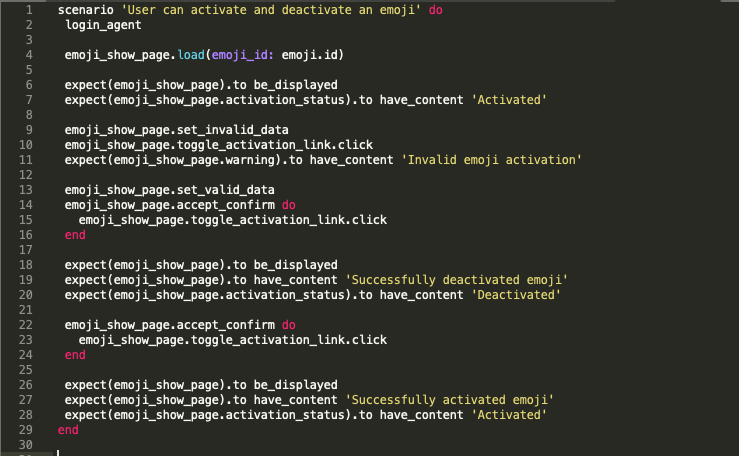 1 scenario 'User can activate and deactivate an emoji' do
2 login_agent
3
4 emoji_show_page.load(emoji_id: emoji.id)
5
6 expect(emoji_show_page).to be_displayed
7 expect(emoji_show_page.activation_status).to have_content 'Activated'
8
9 emoji_show_page.set_invalid_data
10 emoji_show_page.toggle_activation_link.click
11 expect(emoji_show_page.warning).to have_content 'Invalid emoji activation'
12
13 emoji_show_page.set_valid_data
14 emoji_show_page.accept_confirm do
15 emoji_show_page.toggle_activation_link.click
16 end
17
18 expect(emoji_show_page).to be_displayed
19 expect(emoji_show_page).to have_content 'Successfully deactivated emoji'
20 expect(emoji_show_page.activation_status).to have_content 'Deactivated'
21
22 emoji_show_page.accept_confirm do
23 emoji_show_page.toggle_activation_link.click
24 end
25
26 expect(emoji_show_page).to be_displayed
27 expect(emoji_show_page).to have_content 'Successfully activated emoji'
28 expect(emoji_show_page.activation_status).to have_content 'Activated'
29 end
30